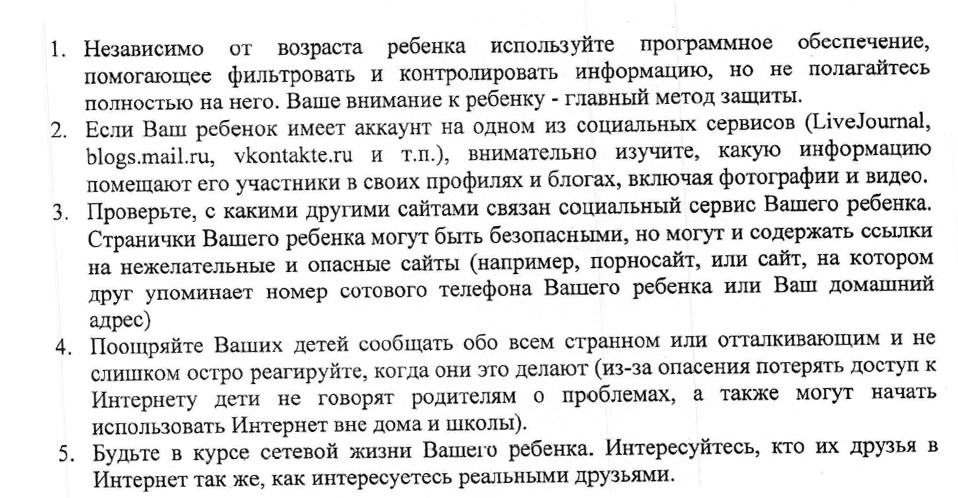 1. Независимо от возраста ребенка используйте программное обеспечение,
помогающее фильтровать и контролировать информацию, но не полагайтесь
полностью на него. Ваше внимание к ребенку - главный метод защиты.
2. Если Ваш ребенок имеет аккаунт на одном из социальных сервисов (LiveJournal,
blogs.mail.ru, vkontakte.ru и т.п.), внимательно изучите, какую информацию
помещают его участники в своих профилях и блогах, включая фотографии и видео.
3. Проверьте, с какими другими сайтами связан социальный сервис Вашего ребенка.
Странички Вашего ребенка могут быть безопасными, но могут и содержать ссылки
на нежелательные и опасные сайты (например, порносайт, или сайт, на котором
друг упоминает номер сотового телефона Вашего ребенка или Ваш домашний
адрес)
4. Поощряйте Ваших детей сообщать обо всем странном или отталкивающим и не
слишком остро реагируйте, когда они это делают (из-за опасения потерять доступ к
Интернету дети не говорят родителям о проблемах, а также могут начать
использовать Интернет вне дома и школы).
5. Будьте в курсе сетевой жизни Вашего ребенка. Интересуйтесь, кто их друзья в
Интернет так же, как интересуетесь реальными друзьями.